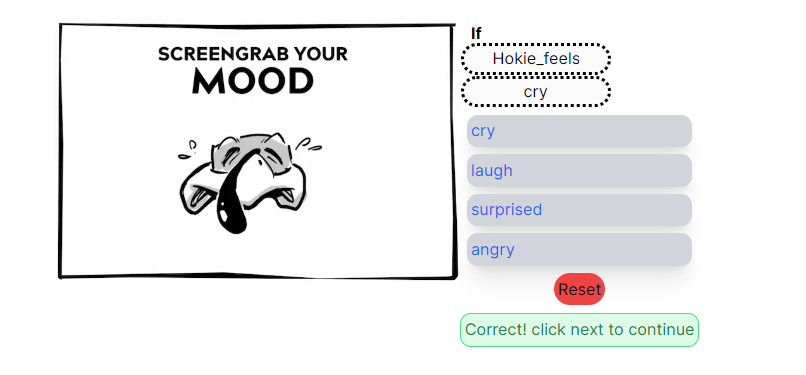 SCREENGRAB YOUR
MOOD
If
Hokie_feels
cry
cry
laugh
surprised
angry
Reset
Correct! click next to continue